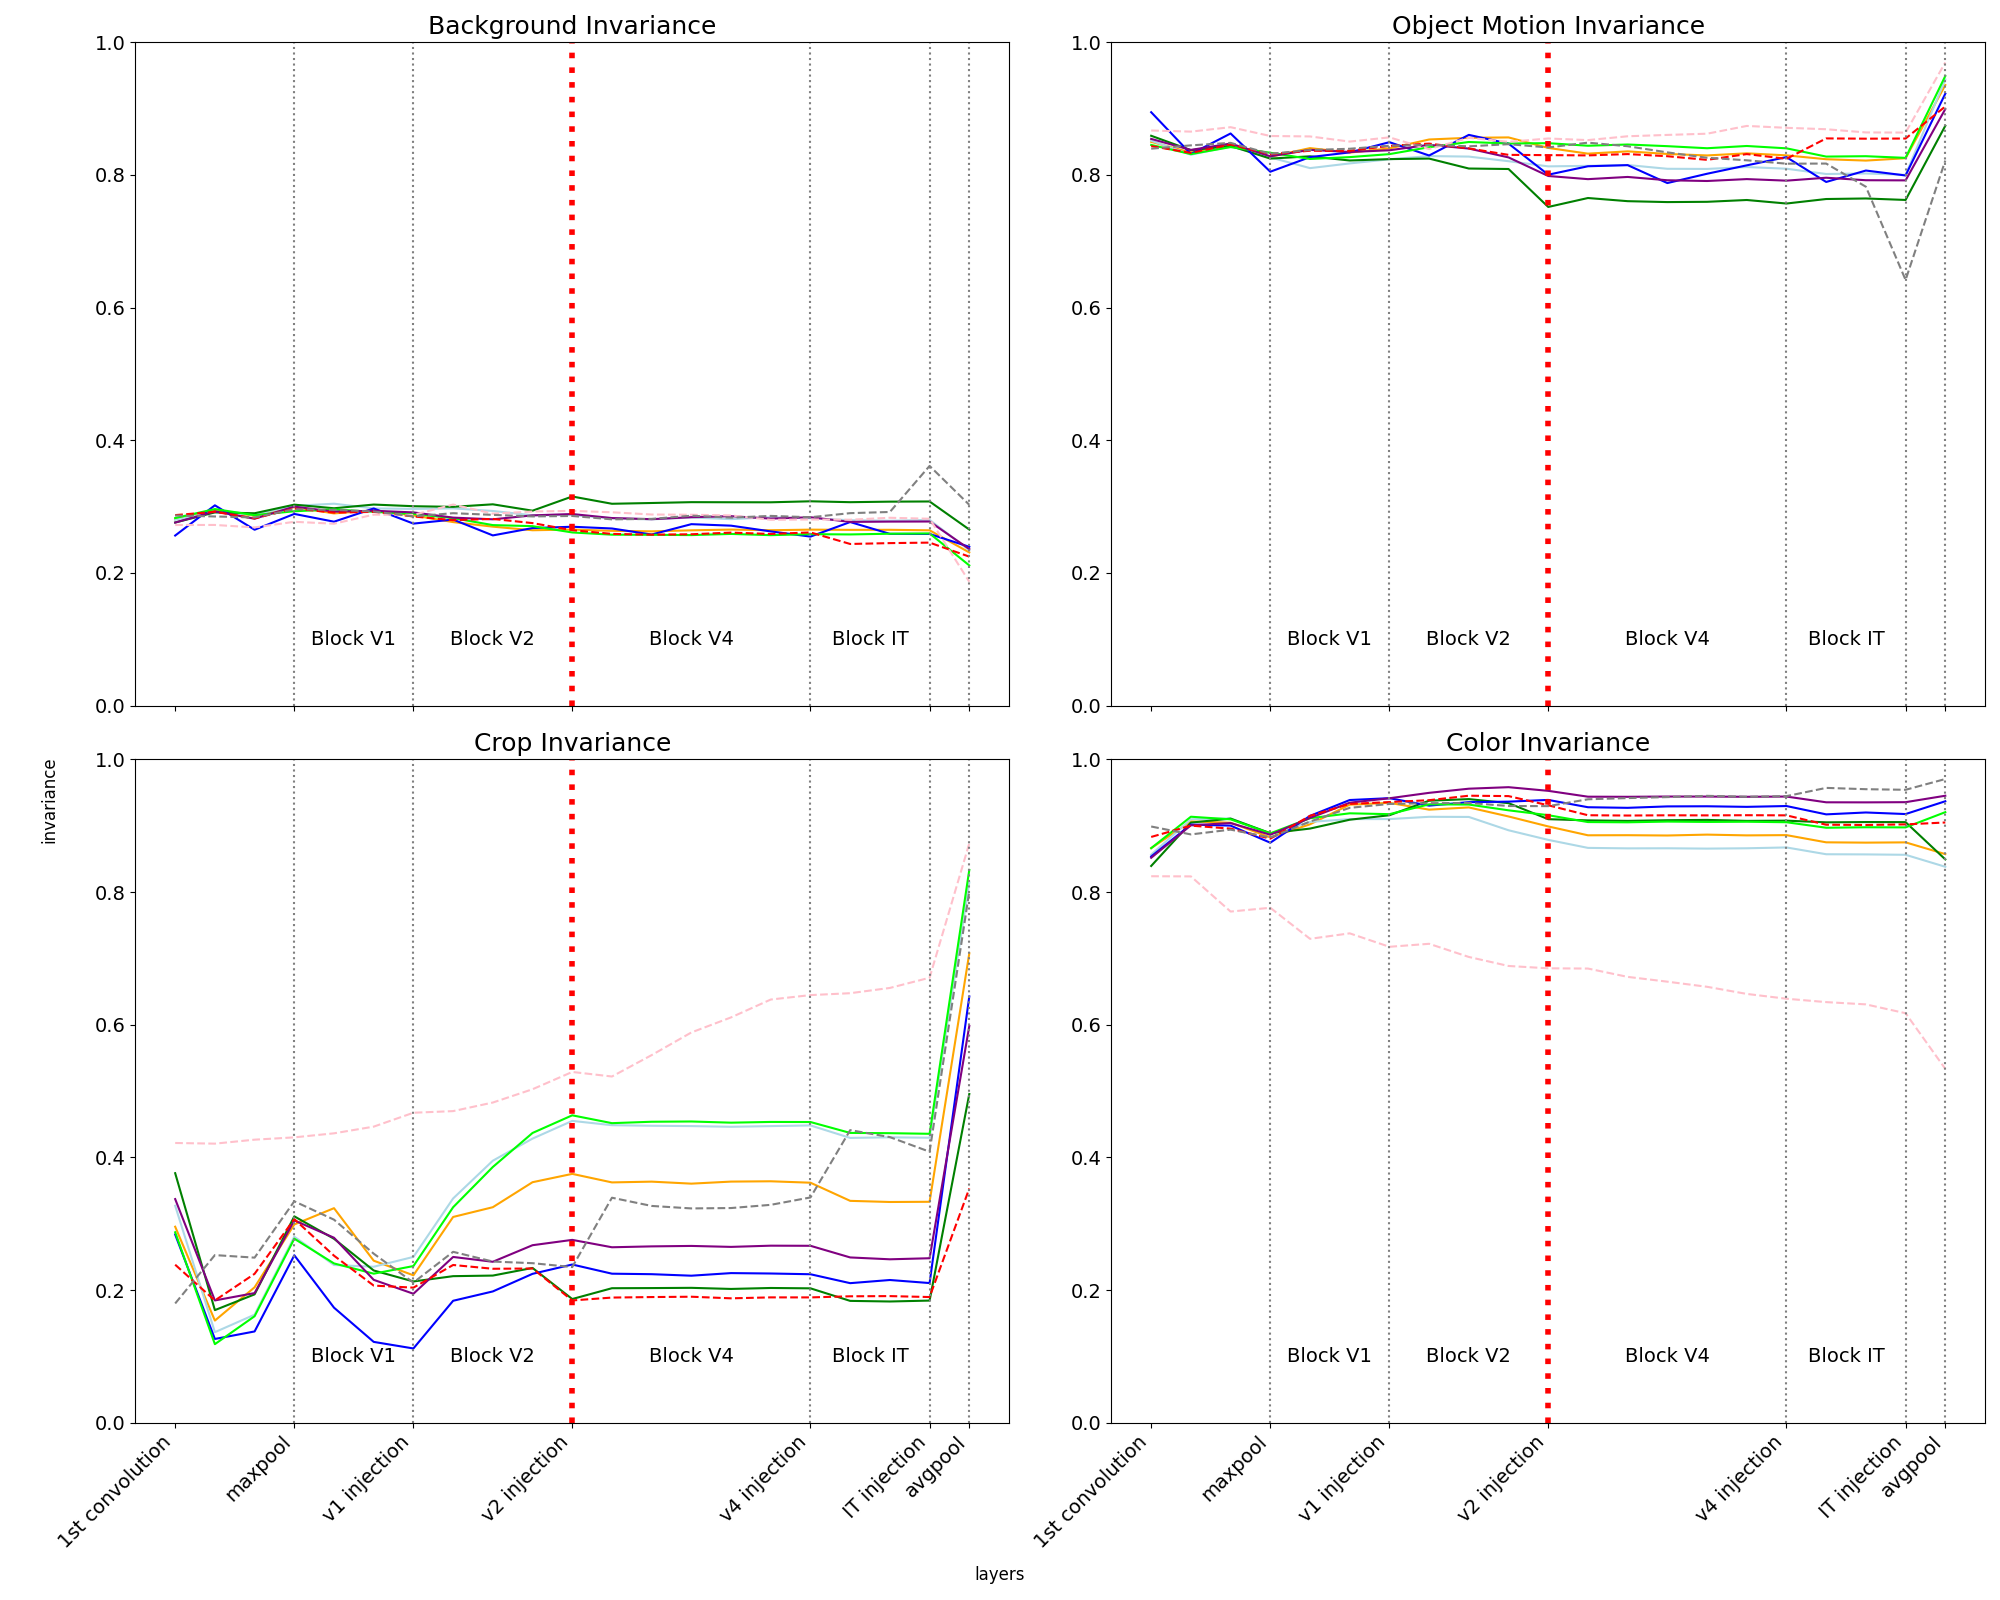 Background Invariance
Object Motion Invariance
1.0
0.8
0.6
0.4
0.2
0.0
Block V1
Block V2
Block V4
Block IT
1.0
0.8
0.6
0.4
0.2
0.0
Block V1
Block V2
Block V4
Block IT
invariance
Crop Invariance
Color Invariance
1.0
0.8
0.6
0.4
0.2
0.0
Block V1
Block V2
Block V4
Block IT
1st convolution
maxpool
v1 injection
v2 injection
v4 injection
IT injection
avgpool
1.0
0.8
0.6
0.4
0.2
0.0
Block V1
Block V2
Block V4
Block IT
1st convolution
maxpool
v1 injection
v2 injection
v4 injection
IT injection
avgpool
layers